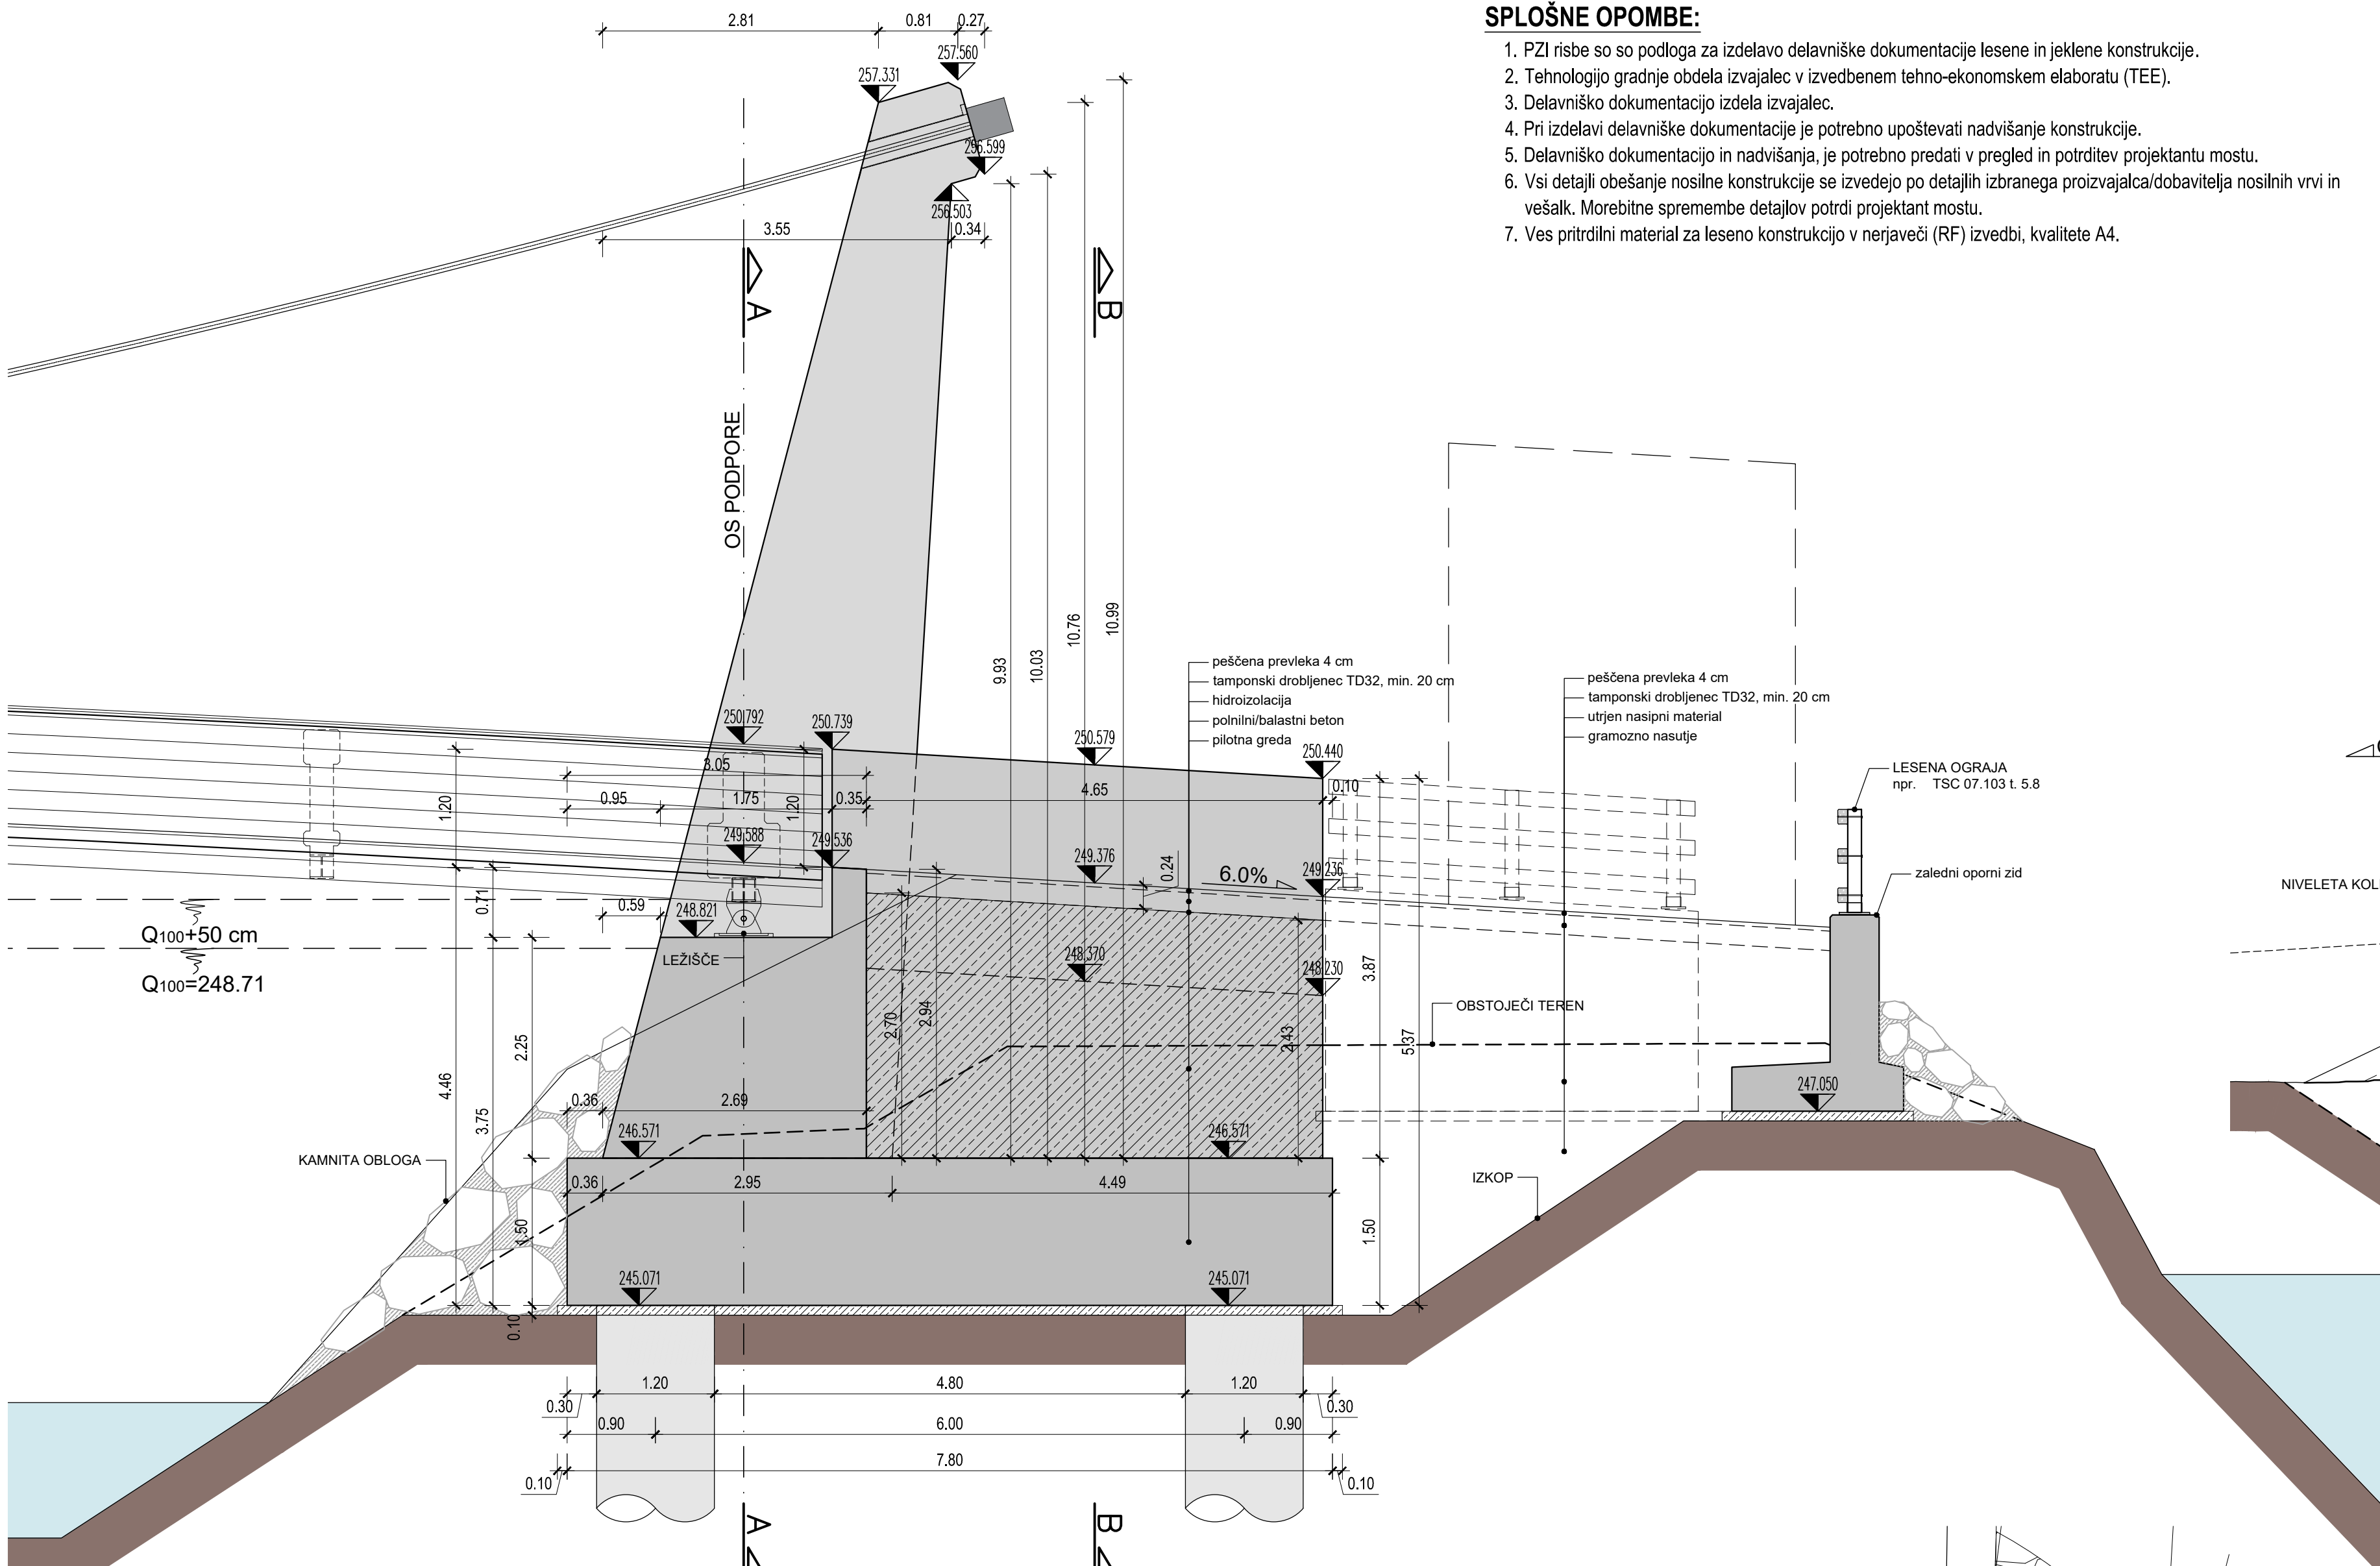 SPLOŠNE OPOMBE:
1. PZI risbe so so podloga za izdelavo delavniške dokumentacije lesene in jeklene konstrukcije.
2. Tehnologijo gradnje obdela izvajalec v izvedbenem tehno-ekonomskem elaboratu (TEE).
3. Delavniško dokumentacijo izdela izvajalec.
4. Pri izdelavi delavniške dokumentacije je potrebno upoštevati nadvišanje konstrukcije.
5. Delavniško dokumentacijo in nadvišanja, je potrebno predati v pregled in potrditev projektantu mostu.
6. Vsi detajli obešanje nosilne konstrukcije se izvedejo po detajlih izbranega proizvajalca/dobavitelja nosilnih vrvi in
vešalk. Morebitne spremembe detajlov potrdi projektant mostu.
7. Ves pritrdilni material za leseno konstrukcijo v nerjaveči (RF) izvedbi, kvalitete A4.
2.81 0.81 0.27
257.560
257.331
256.599
256.503
3.55 0.34
A B
OS PODPORE
9.93 10.03 10.76 10.99
peščena prevleka 4 cm
tamponski drobljenec TD32, min. 20 cm
hidroizolacija
polnilni/balastni beton
pilotna greda
peščena prevleka 4 cm
tamponski drobljenec TD32, min. 20 cm
utrjen nasipni material
gramozno nasutje
250.792 250.739 250.579 250.440
3.05
0.95 1.75 0.35 4.65 0.10
1.20 1.20
249.588 249.536 249.376 249.236
0.24
6.0%
LESENA OGRAJA
npr. TSC 07.103 t. 5.8
zaledni oporni zid
NIVELETA KOL
0.71
0.59 248.821
Q100+50 cm
Q100=248.71
LEŽIŠČE
248.370 248.230
3.87
OBSTOJEČI TEREN
2.70 2.94 2.43 5.37
2.25
4.46
3.75
0.36 2.69
246.571 246.571
247.050
KAMNITA OBLOGA
IZKOP
0.36 2.95 4.49
1.50 1.50
245.071 245.071
0.10
1.20 4.80 1.20
0.30 0.30
0.90 6.00 0.90
7.80
0.10 0.10
A B